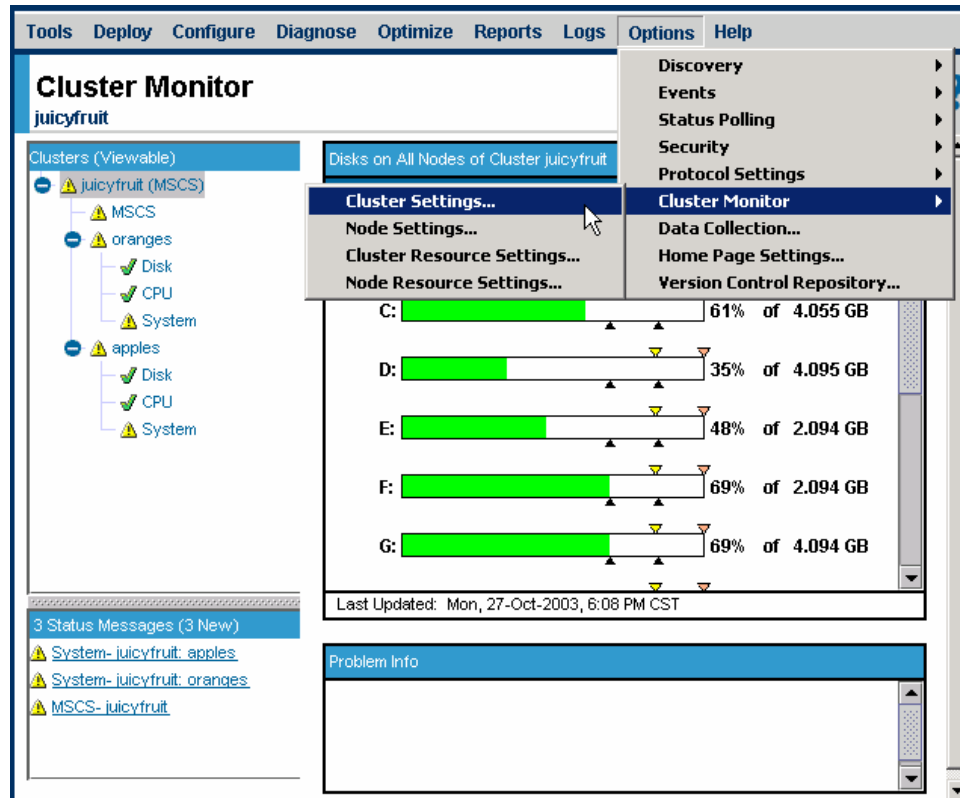 Tools Deploy Configure Diagnose Optimize Reports Logs Options Help
Cluster Monitor
juicyfruit
Discovery
Events
Status Polling
Security
Protocol Settings
Cluster Monitor
Data Collection...
Home Page Settings...
Version Control Repository...
Cluster Settings...
Node Settings...
Cluster Resource Settings...
Node Resource Settings...
Clusters (Viewable)
juicyfruit (MSCS)
MSCS
oranges
Disk
CPU
System
apples
Disk
CPU
System
Disks on All Nodes of Cluster juicyfruit
C: 61% of 4.055 GB
D: 35% of 4.095 GB
E: 48% of 2.094 GB
F: 69% of 2.094 GB
G: 69% of 4.094 GB
Last Updated: Mon, 27-Oct-2003, 6:08 PM CST
3 Status Messages (3 New)
System- juicyfruit: apples
System- juicyfruit: oranges
MSCS- juicyfruit
Problem Info